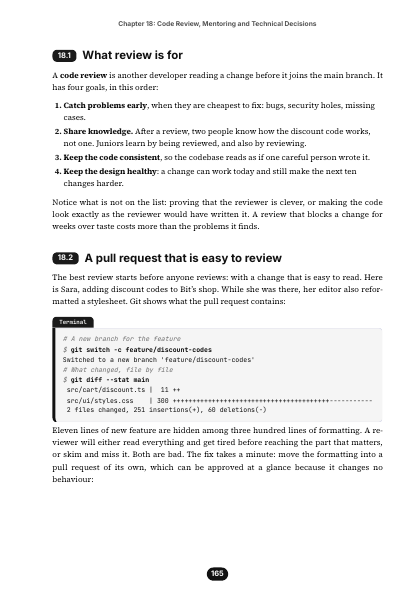 Chapter 18: Code Review, Mentoring and Technical Decisions
18.1 What review is for
A code review is another developer reading a change before it joins the main branch. It
has four goals, in this order:
1. Catch problems early, when they are cheapest to fix: bugs, security holes, missing
cases.
2. Share knowledge. After a review, two people know how the discount code works,
not one. Juniors learn by being reviewed, and also by reviewing.
3. Keep the code consistent, so the codebase reads as if one careful person wrote it.
4. Keep the design healthy: a change can work today and still make the next ten
changes harder.
Notice what is not on the list: proving that the reviewer is clever, or making the code
look exactly as the reviewer would have written it. A review that blocks a change for
weeks over taste costs more than the problems it finds.
18.2 A pull request that is easy to review
The best review starts before anyone reviews: with a change that is easy to read. Here
is Sara, adding discount codes to Bit's shop. While she was there, her editor also refor-
matted a stylesheet. Git shows what the pull request contains:
Terminal
# A new branch for the feature
$ git switch -c feature/discount-codes
Switched to a new branch 'feature/discount-codes'
# What changed, file by file
$ git diff --stat main
src/cart/discount.ts | 11 ++
src/ui/styles.css | 300 +++++++++++++++++++++++++++++++++++++++-----------
2 files changed, 251 insertions(+), 60 deletions(-)
Eleven lines of new feature are hidden among three hundred lines of formatting. A re-
viewer will either read everything and get tired before reaching the part that matters,
or skim and miss it. Both are bad. The fix takes a minute: move the formatting into a
pull request of its own, which can be approved at a glance because it changes no
behaviour:
165